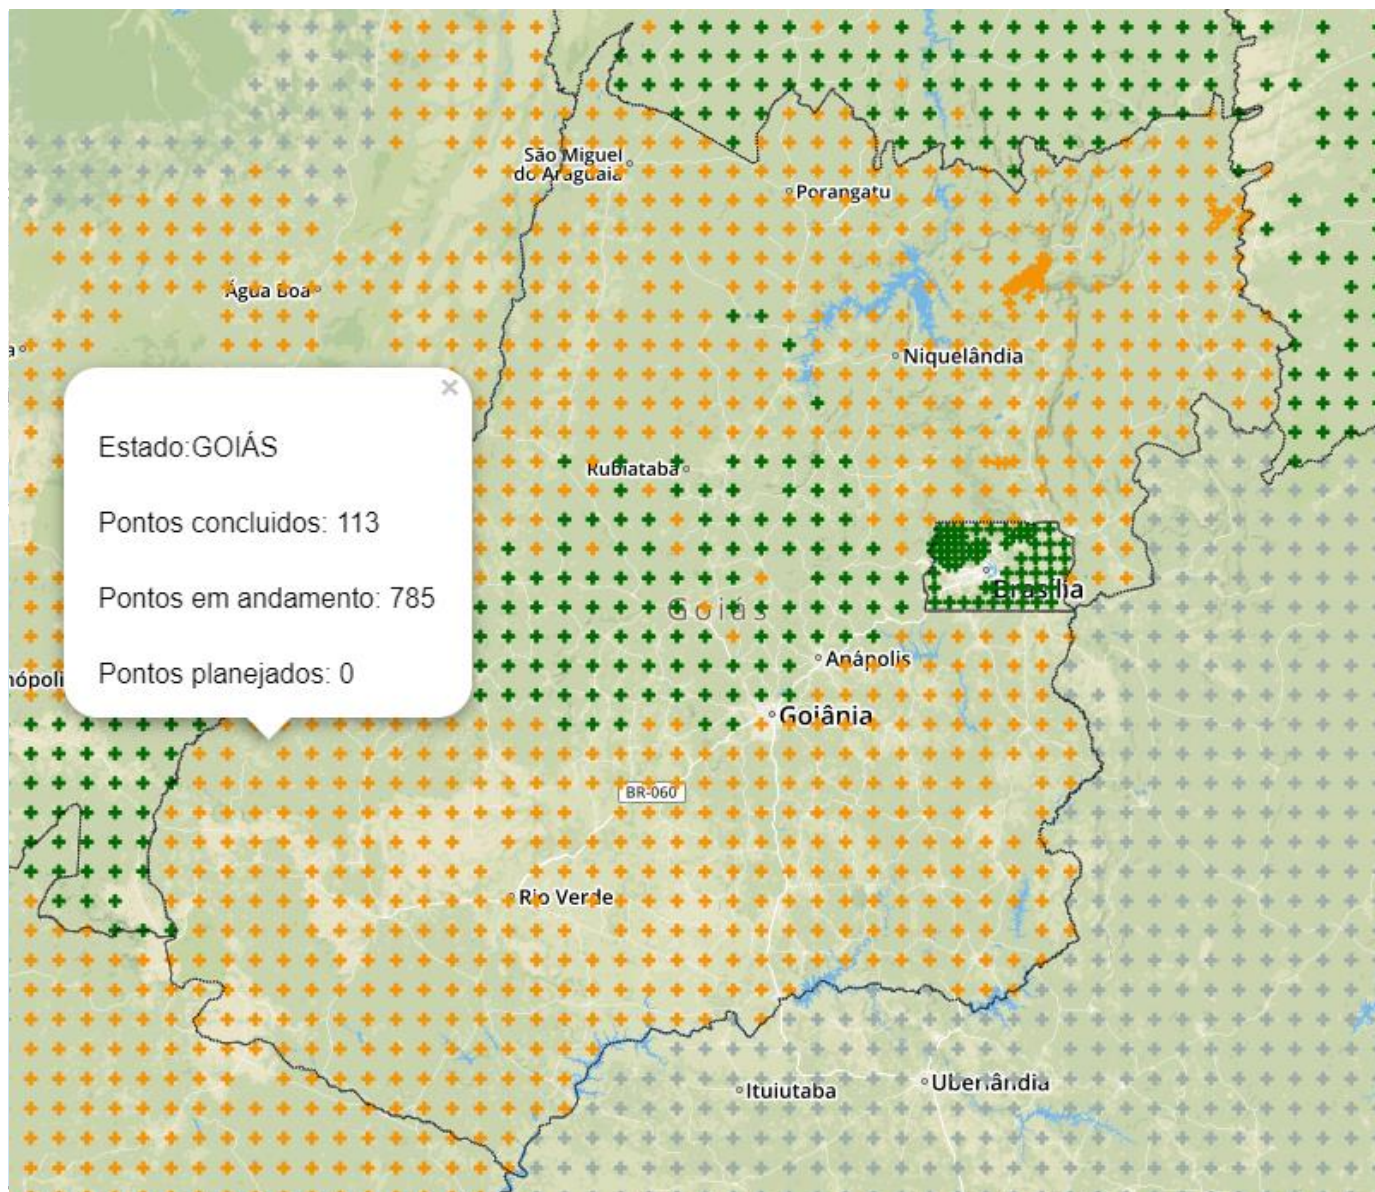 São Miguel
do Araguaia
Porangatu
Água Boa
a
Niquelândia
×
Estado:GOIÁS
Rubiataba
Pontos concluidos: 113
Pontos em andamento: 785
Brasília
Goiás
Pontos planejados: 0
Anápolis
nópoli
Goiânia
BR-060
Rio Verde
Ituiutaba
Uberlândia